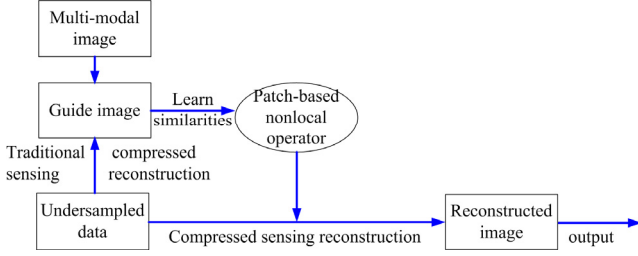 Multi-modal
image
Guide image
Learn
similarities
Patch-based
nonlocal
operator
Traditional compressed
sensing reconstruction
Undersampled
data
Compressed sensing reconstruction
Reconstructed
image
output